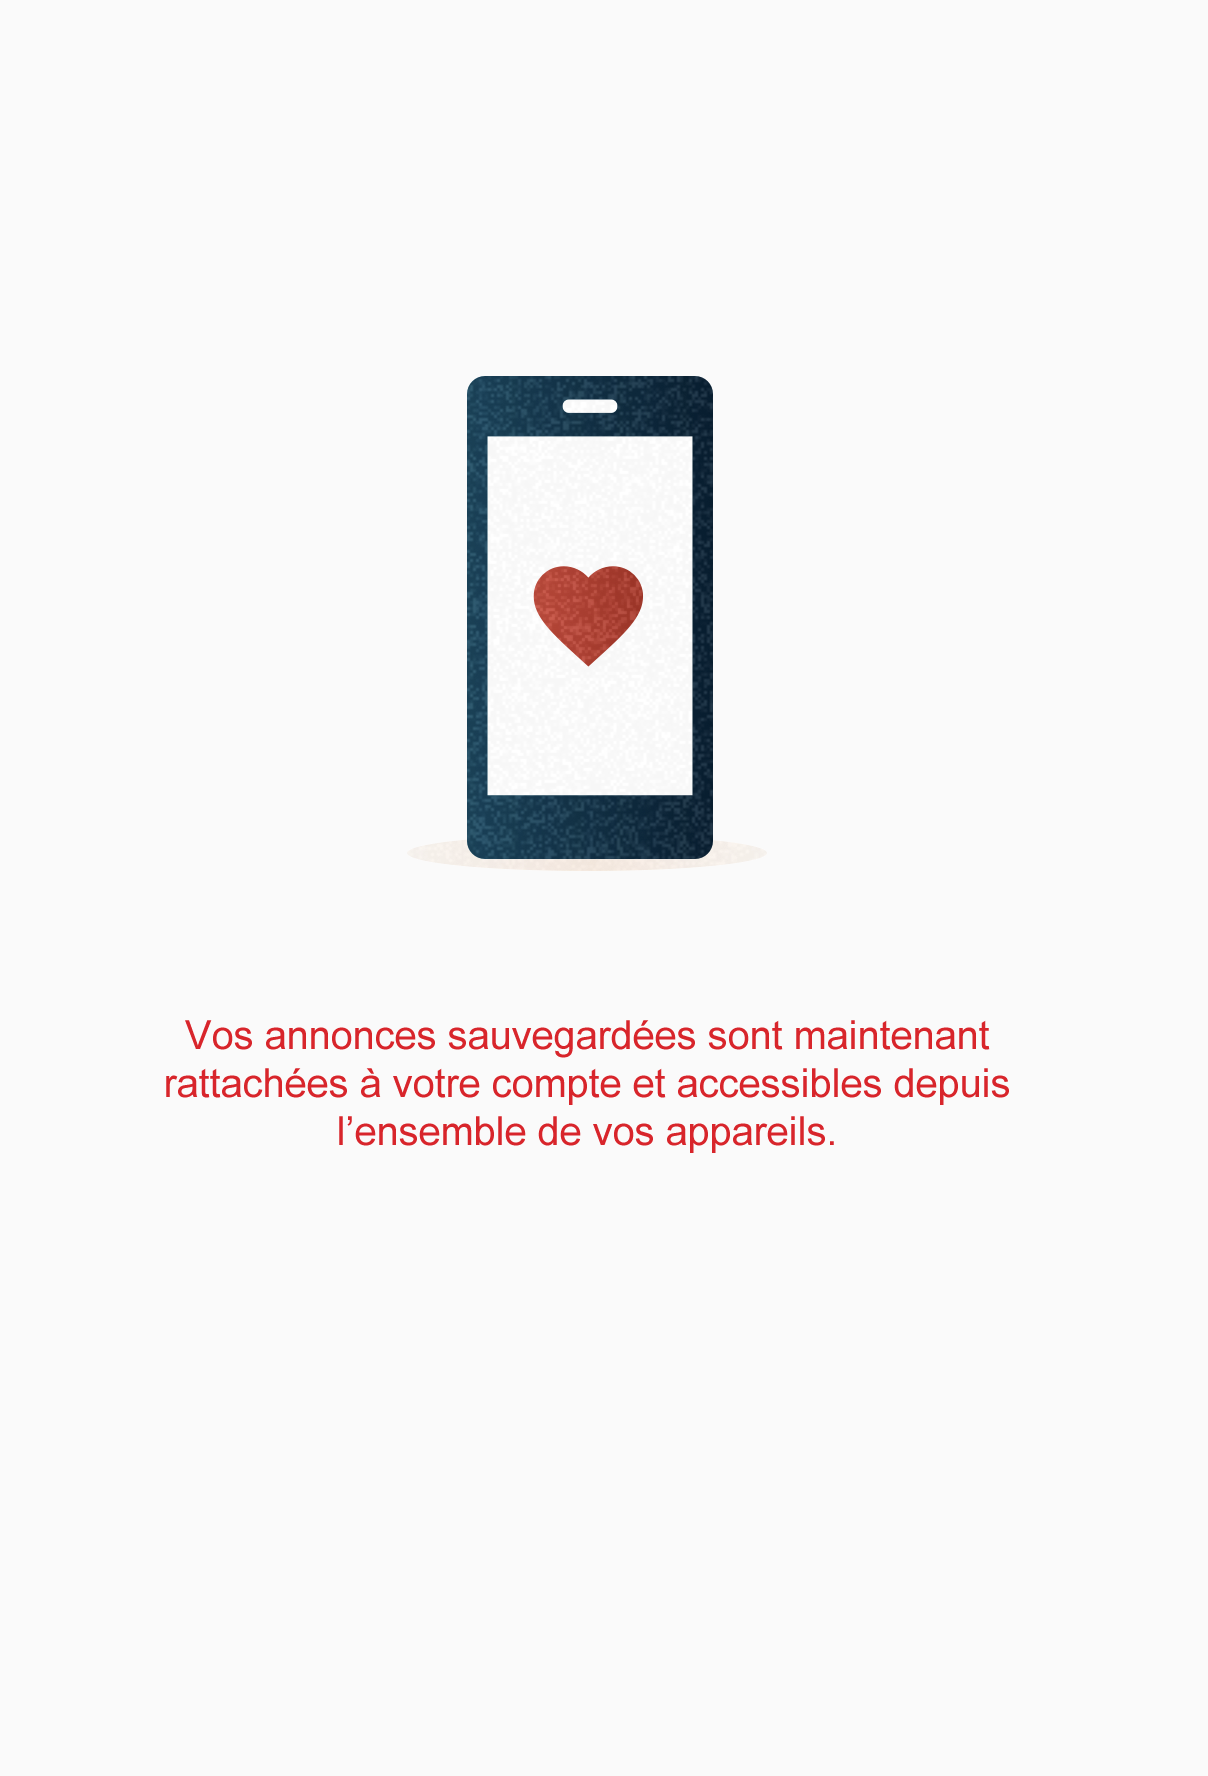 Vos annonces sauvegardées sont maintenant
rattachées à votre compte et accessibles depuis
l’ensemble de vos appareils.